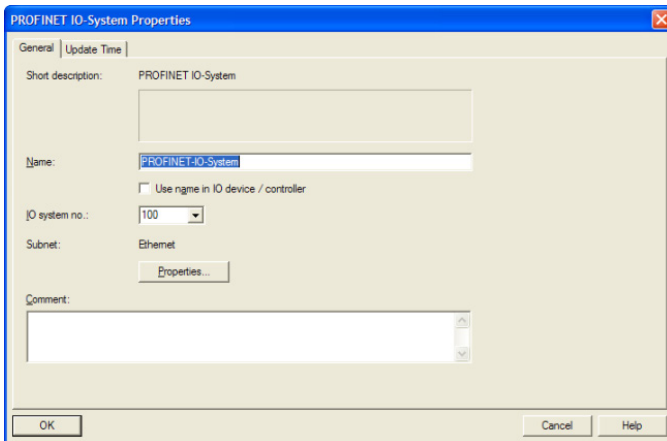 PROFINET IO-System Properties
General Update Time
Short description: PROFINET IO-System
Name: PROFINET-IO-System
Use name in IO device / controller
IO system no.: 100
Subnet: Ethernet
Properties...
Comment:
OK Cancel Help